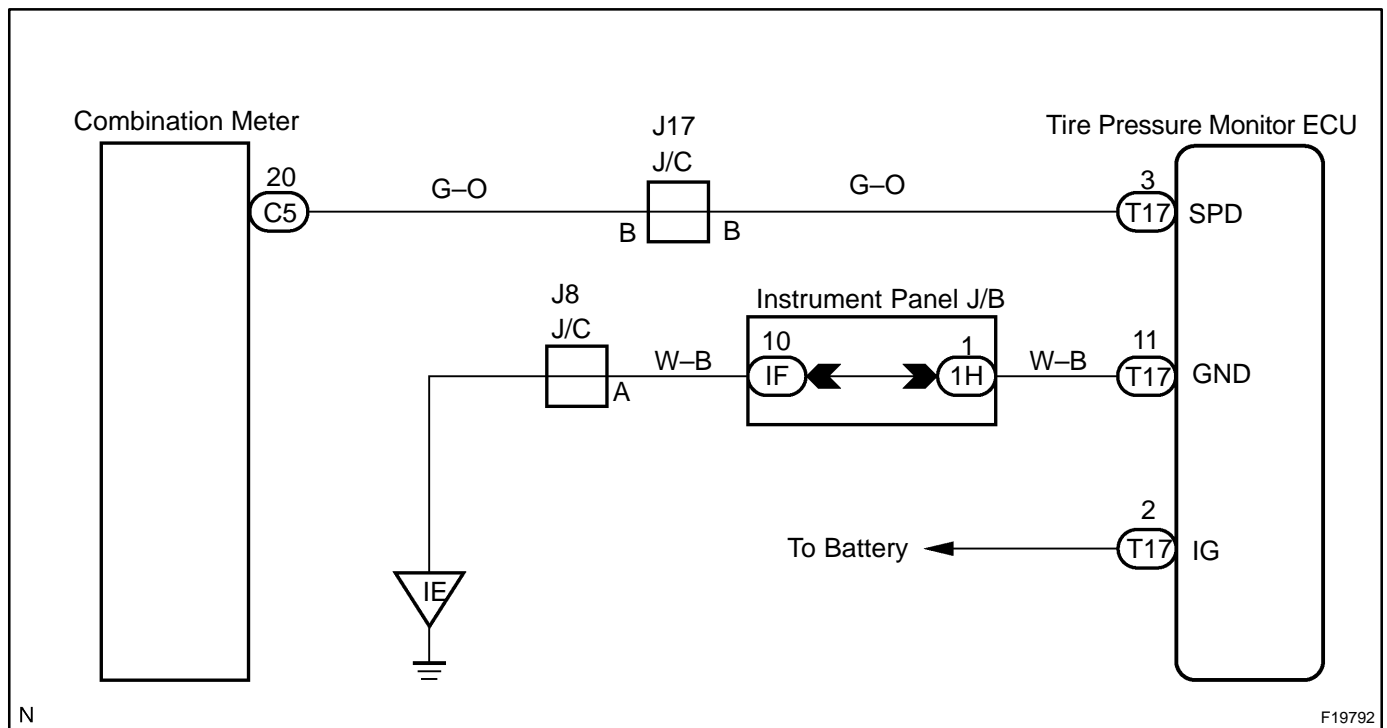 Combination Meter
J17
J/C
Tire Pressure Monitor ECU
20
C5
G–O
B
B
G–O
3
T17
SPD
J8
J/C
A
W–B
Instrument Panel J/B
10
IF
1
1H
W–B
11
T17
GND
To Battery
2
T17
IG
IE
N
F19792